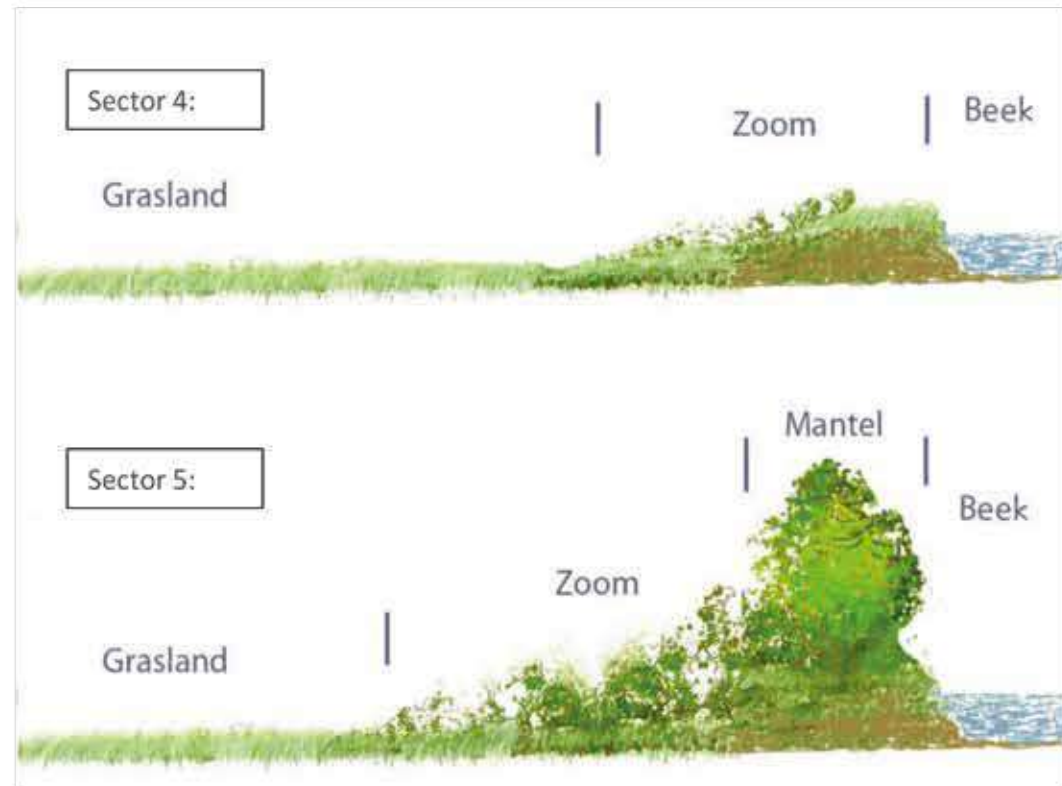 Sector 4:
Grasland
Zoom
Beek
Sector 5:
Grasland
Zoom
Mantel
Beek